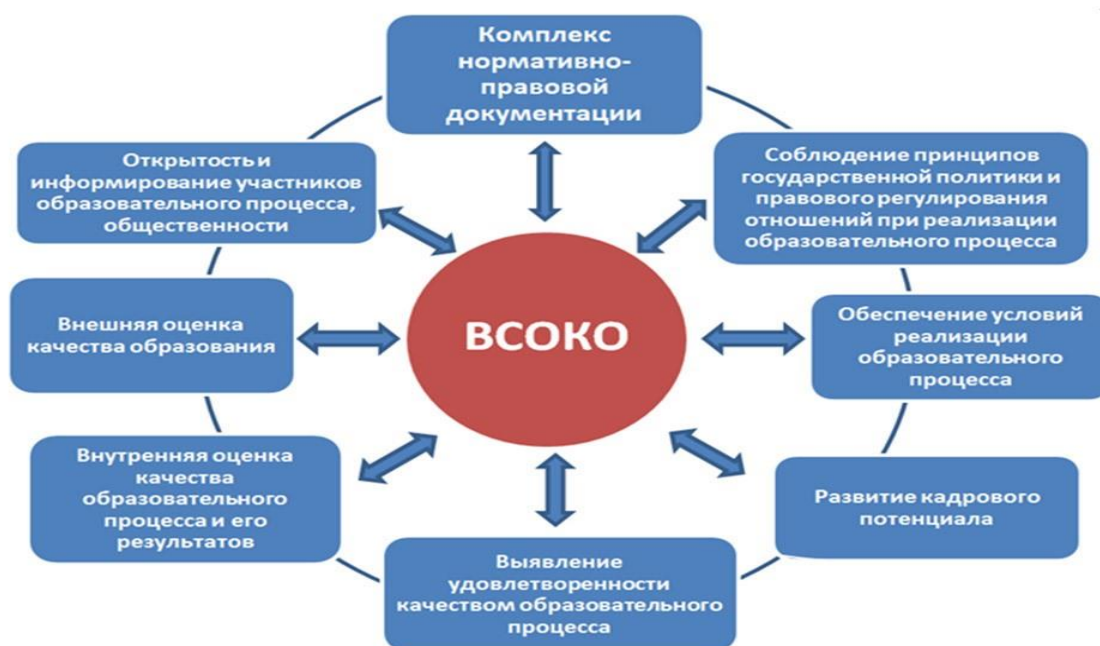 Комплекс
нормативно-
правовой
документации
Открытость и
информирование участников
образовательного процесса,
общественности
Соблюдение принципов
государственной политики и
правового регулирования
отношений при реализации
образовательного процесса
Внешняя оценка
качества образования
ВСОКО
Обеспечение условий
реализации
образовательного
процесса
Внутренняя оценка
качества
образовательного
процесса и его
результатов
Развитие кадрового
потенциала
Выявление
удовлетворенности
качеством образовательного
процесса